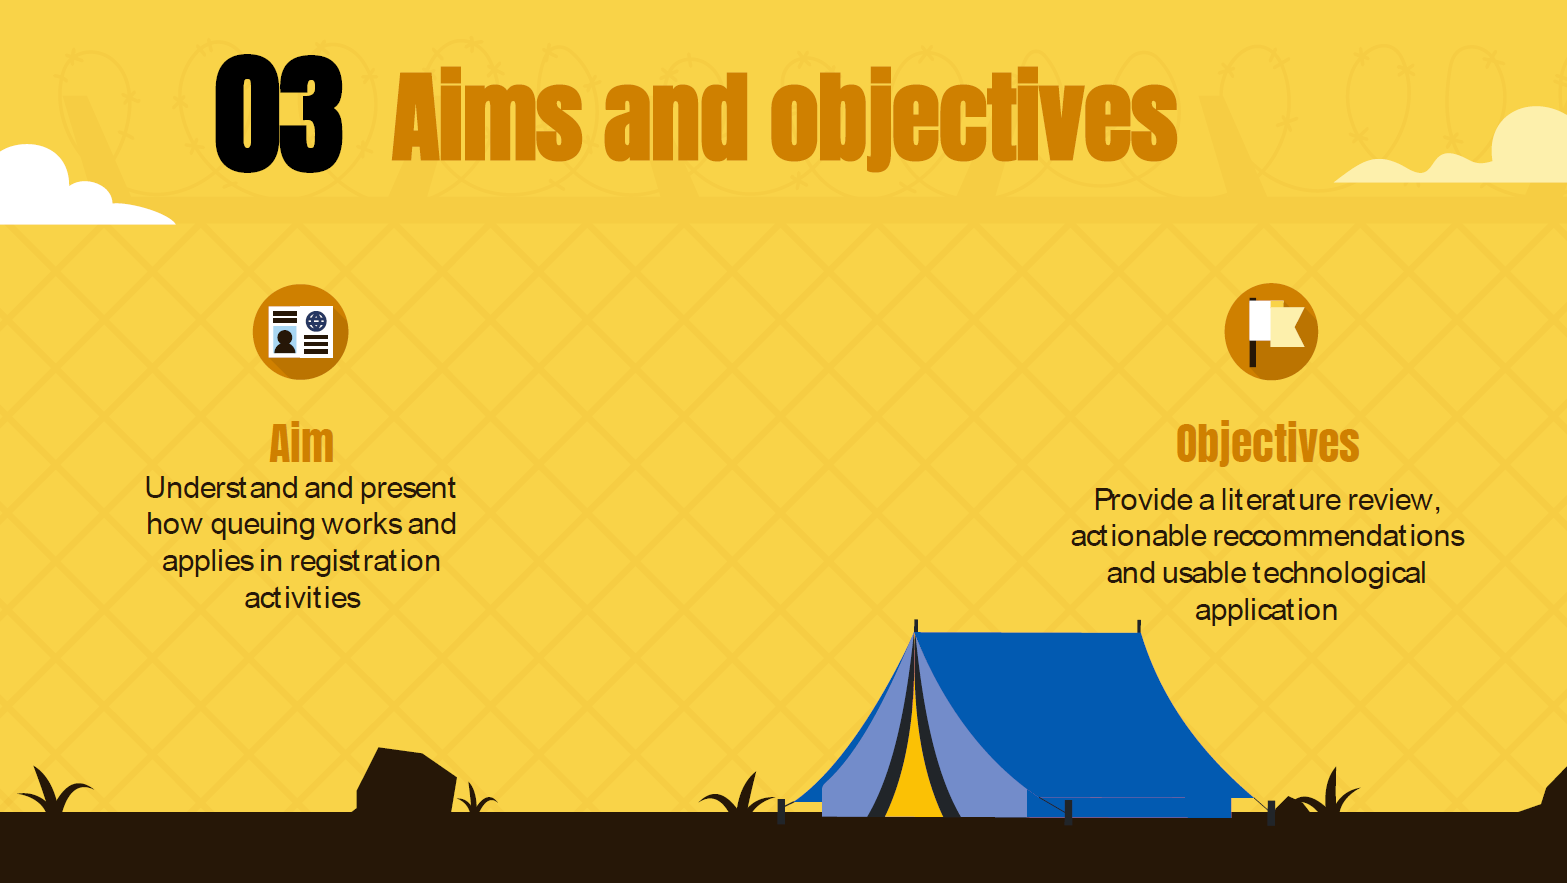 03 Aims and objectives
Aim
Understand and present
how queuing works and
applies in registration
activities
Objectives
Provide a literature review,
actionable reccommendations
and usable technological
application